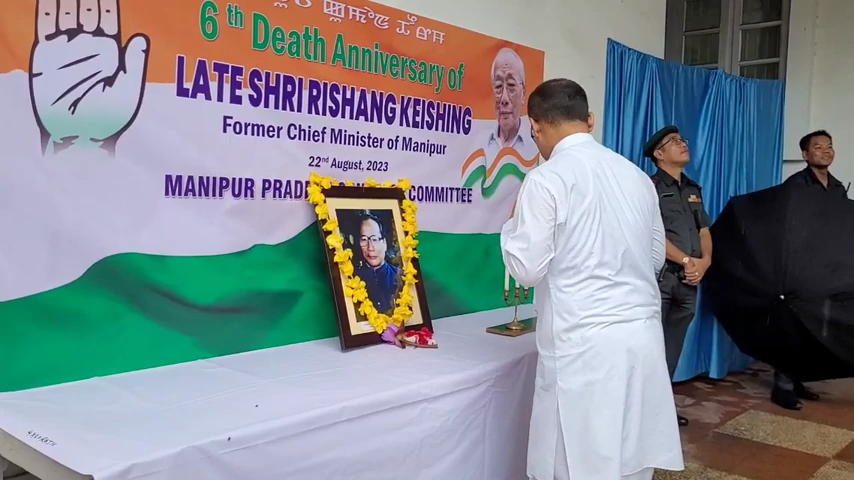 6th Death Anniversary of
LATE SHRI RISHANG KEISHING
Former Chief Minister of Manipur
22nd August, 2023
MANIPUR PRADE COMMITTEE